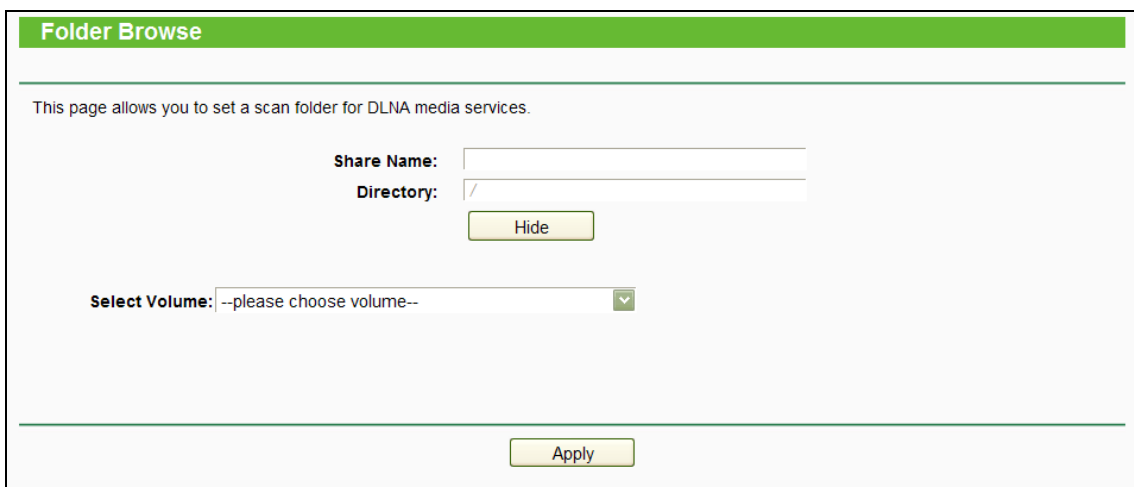 Folder Browse
This page allows you to set a scan folder for DLNA media services.
Share Name:
Directory: /
Hide
Select Volume: --please choose volume--
Apply